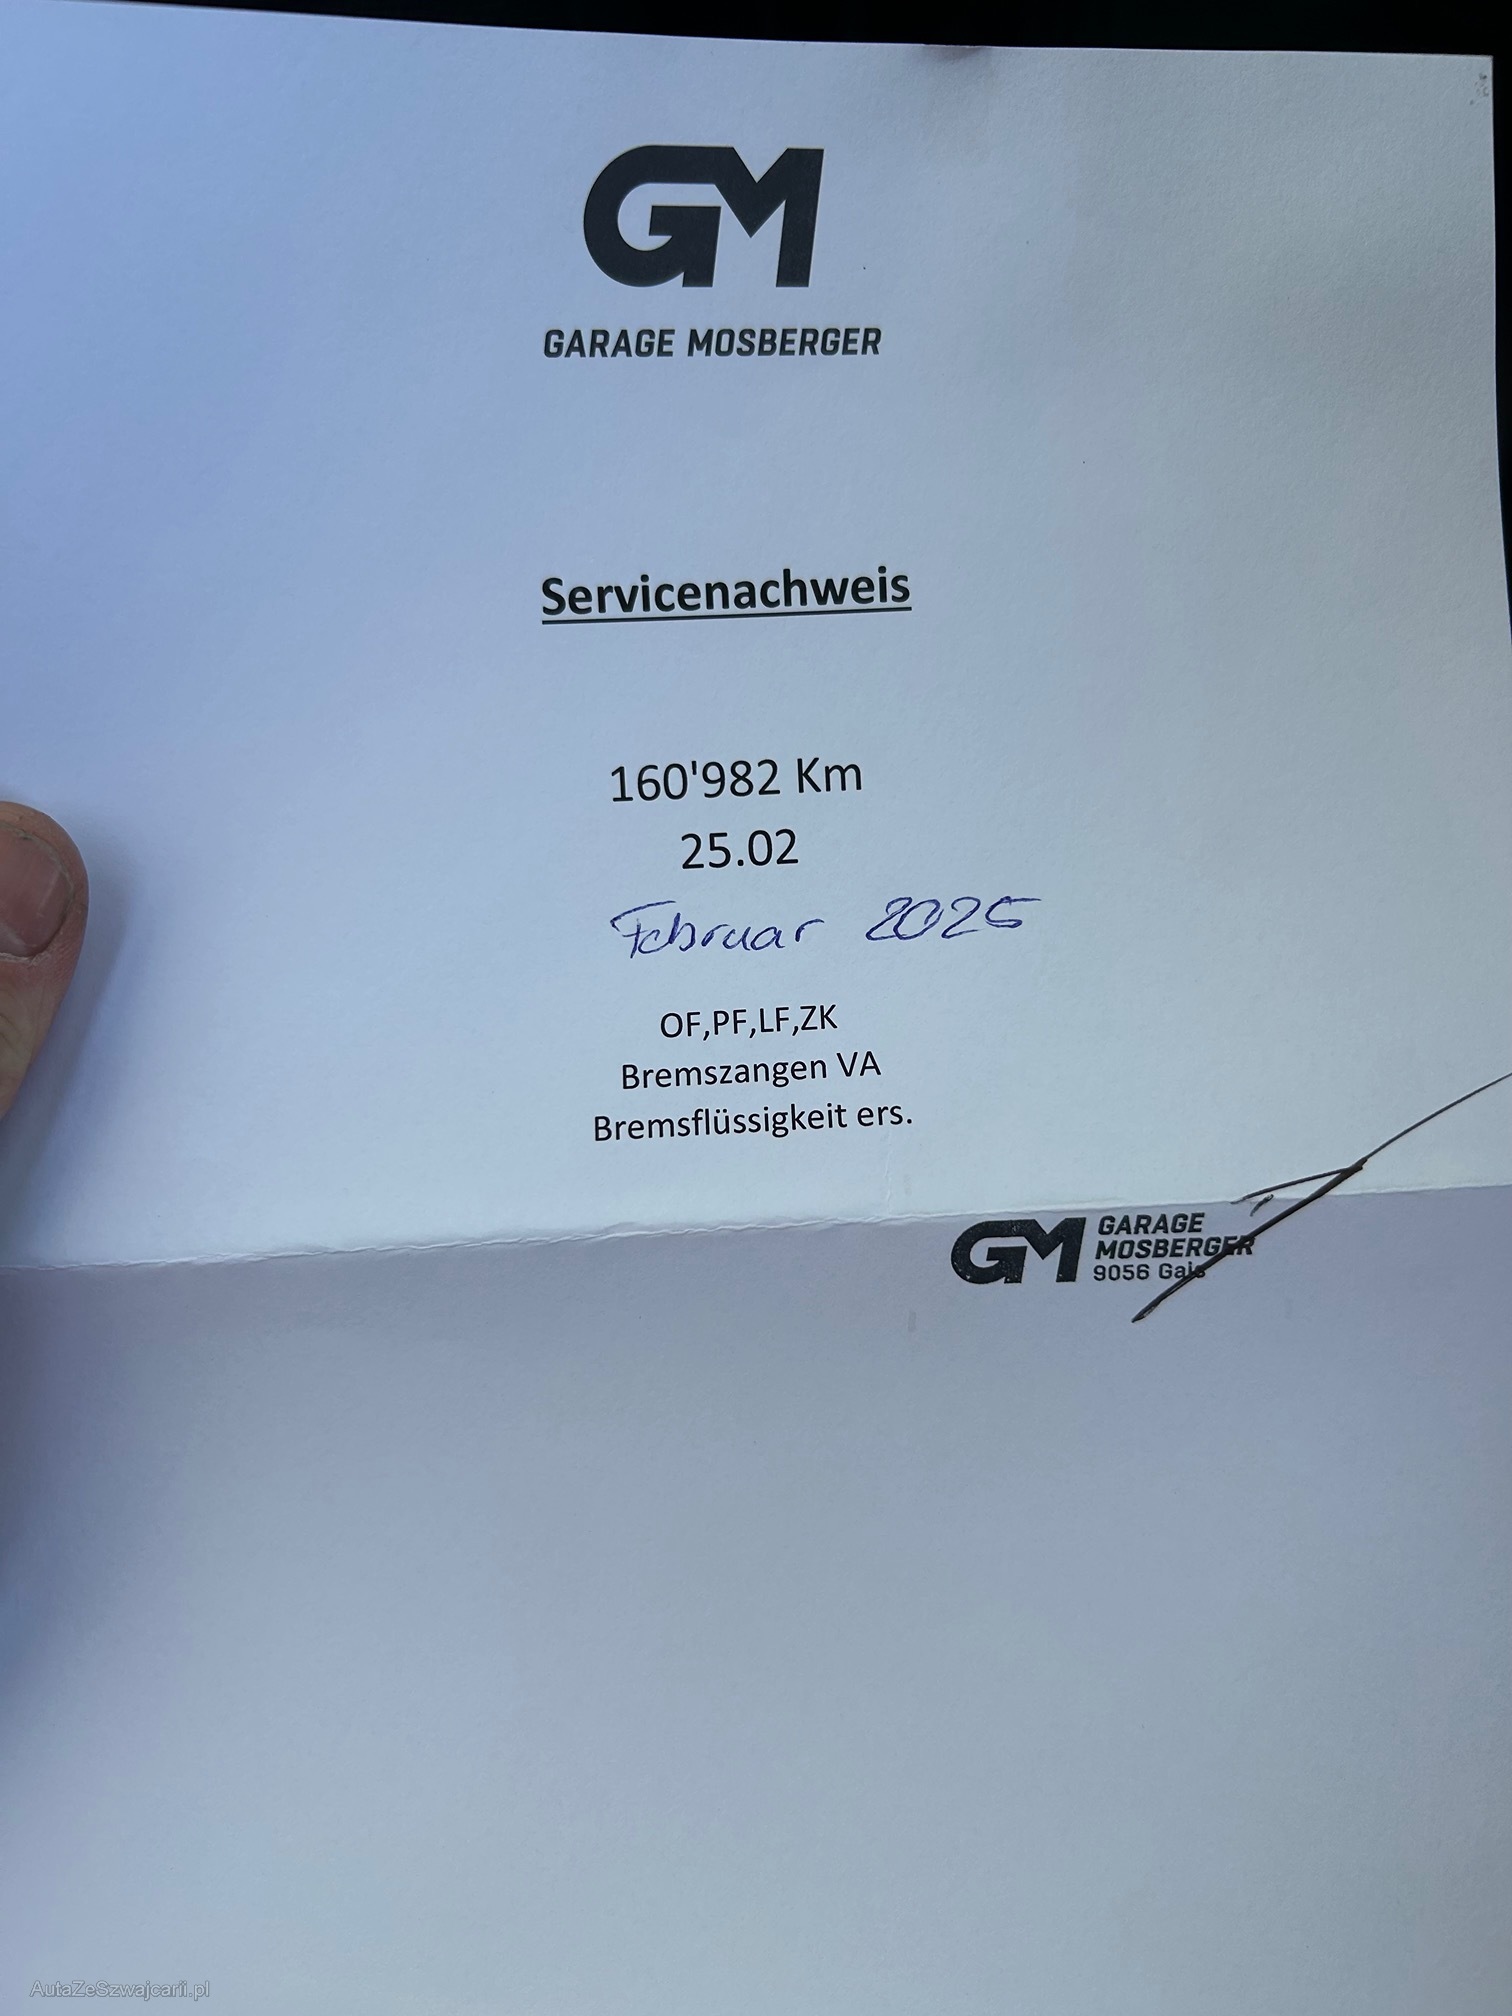 GM
GARAGE MOSBERGER
Servicenachweis
160'982 Km
25.02
Februar 2025
OF,PF,LF,ZK
Bremszangen VA
Bremsflüssigkeit ers.
GM GARAGE
MOSBERGER
9056 Gais
AutaZeSzwajcarii.pl